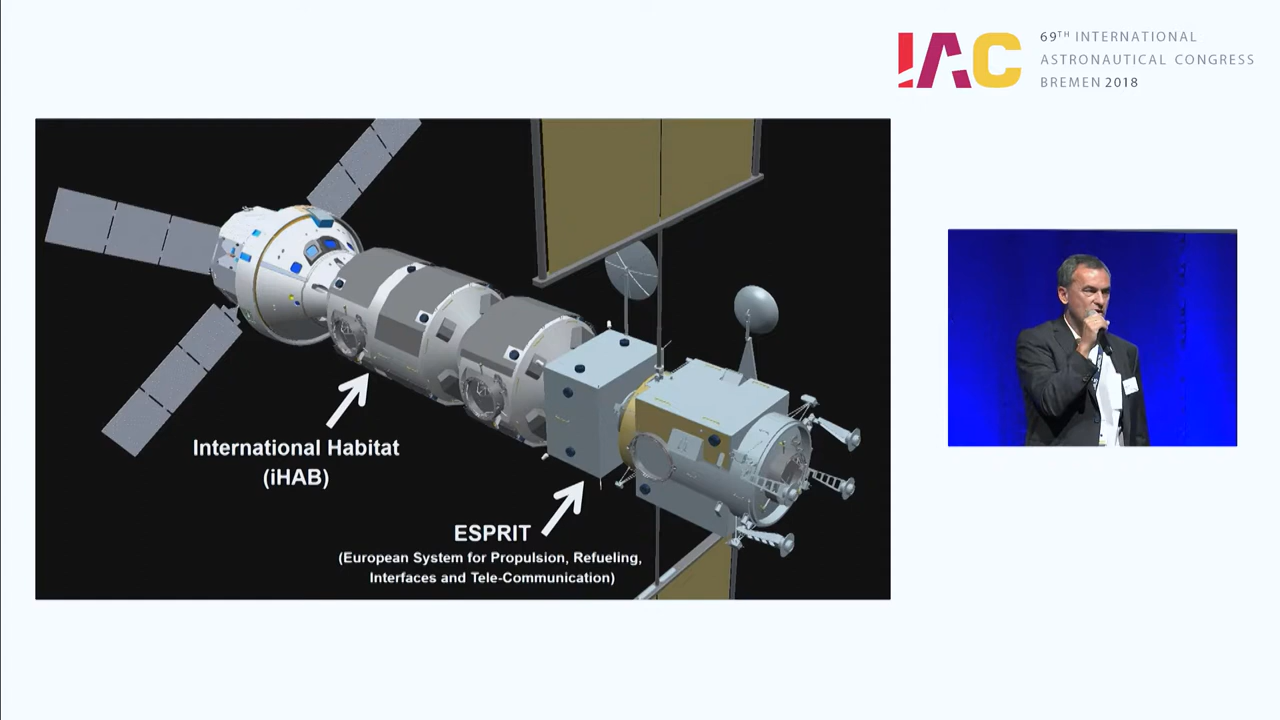 IAC
69TH INTERNATIONAL
ASTRONAUTICAL CONGRESS
BREMEN 2018
International Habitat
(iHAB)
ESPRIT
(European System for Propulsion, Refueling,
Interfaces and Tele-Communication)